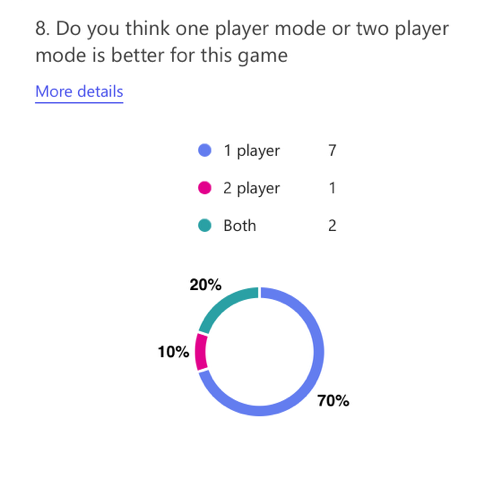 8. Do you think one player mode or two player
mode is better for this game
More details
1 player 7
2 player 1
Both 2
20%
10%
70%